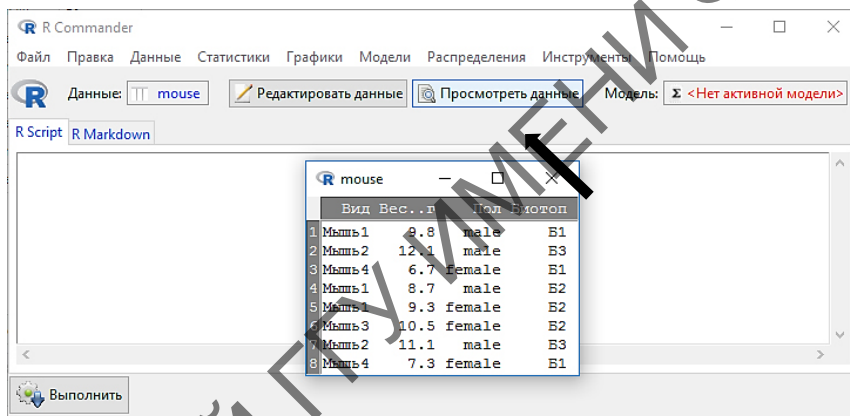 R Commander
Файл Правка Данные Статистики Графики Модели Распределения Инструменты Помощь
Данные: mouse Редактировать данные Просмотреть данные Модель: Σ <Нет активной модели>
R Script R Markdown
mouse
Вид Вес..г Пол Биотоп
1 Мышь1 9.8 male Б1
2 Мышь2 12.1 male Б3
3 Мышь4 6.7 female Б1
4 Мышь1 8.7 male Б2
5 Мышь1 9.3 female Б2
6 Мышь3 10.5 female Б2
7 Мышь2 11.1 male Б3
8 Мышь4 7.3 female Б1
Выполнить
ГГУ ИМЕНИ